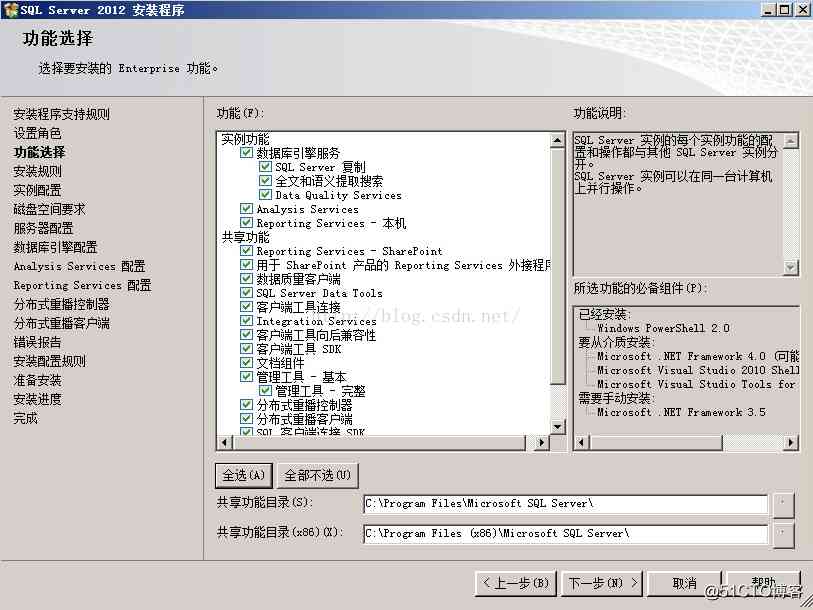 SQL Server 2012 安装程序
功能选择
选择要安装的 Enterprise 功能。
安装程序支持规则
设置角色
功能选择
安装规则
实例配置
磁盘空间要求
服务器配置
数据库引擎配置
Analysis Services 配置
Reporting Services 配置
分布式重播控制器
分布式重播客户端
错误报告
安装配置规则
准备安装
安装进度
完成
功能(F):
实例功能
数据库引擎服务
SQL Server 复制
全文和语义提取搜索
Data Quality Services
Analysis Services
Reporting Services - 本机
共享功能
Reporting Services - SharePoint
用于 SharePoint 产品的 Reporting Services 外接程序
数据质量客户端
SQL Server Data Tools
客户端工具连接
Integration Services
客户端工具向后兼容性
客户端工具 SDK
文档组件
管理工具 - 基本
管理工具 - 完整
分布式重播控制器
分布式重播客户端
SQL 客户端连接 SDK
://blog.csdn.net/
功能说明:
SQL Server 实例的每个实例功能的配
置和操作都与其他 SQL Server 实例分
开。
SQL Server 实例可以在同一台计算机
上并行操作。
所选功能的必备组件(P):
已经安装:
Windows PowerShell 2.0
要从介质安装:
Microsoft .NET Framework 4.0 (可能
Microsoft Visual Studio 2010 Shell
Microsoft Visual Studio Tools for
需要手动安装:
Microsoft .NET Framework 3.5
全选(A)
全部不选(U)
共享功能目录(S):
C:\Program Files\Microsoft SQL Server\
共享功能目录(x86)(X):
C:\Program Files (x86)\Microsoft SQL Server\
< 上一步(B)
下一步(N) >
取消
帮助
@51CTO博客